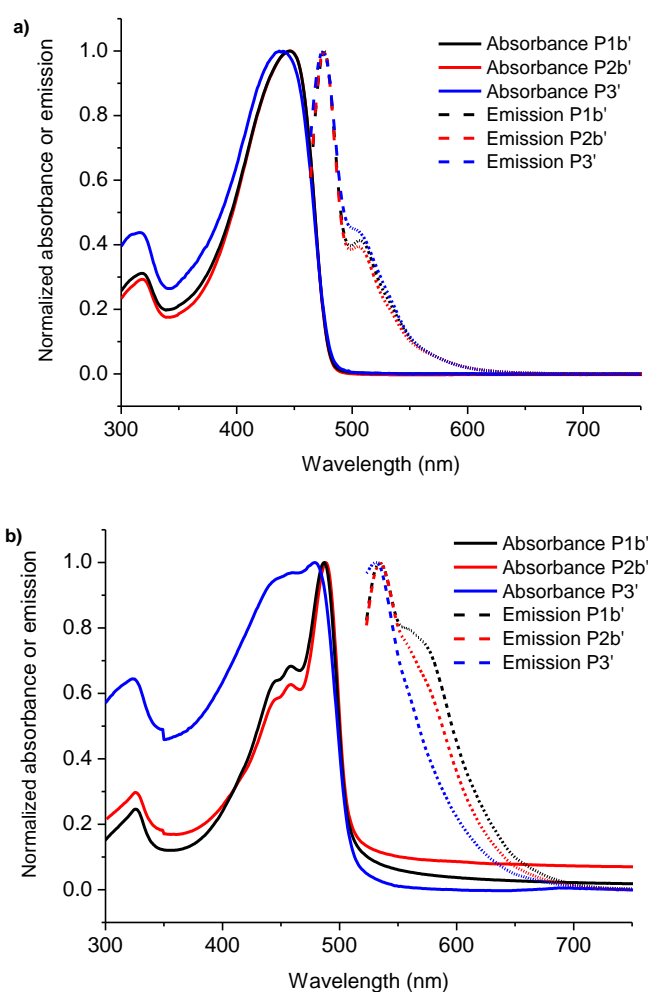 a)
Normalized absorbance or emission
1.0
0.8
0.6
0.4
0.2
0.0
Absorbance P1b'
Absorbance P2b'
Absorbance P3'
Emission P1b'
Emission P2b'
Emission P3'
300 400 500 600 700
Wavelength (nm)
b)
Normalized absorbance or emission
1.0
0.8
0.6
0.4
0.2
0.0
Absorbance P1b'
Absorbance P2b'
Absorbance P3'
Emission P1b'
Emission P2b'
Emission P3'
300 400 500 600 700
Wavelength (nm)